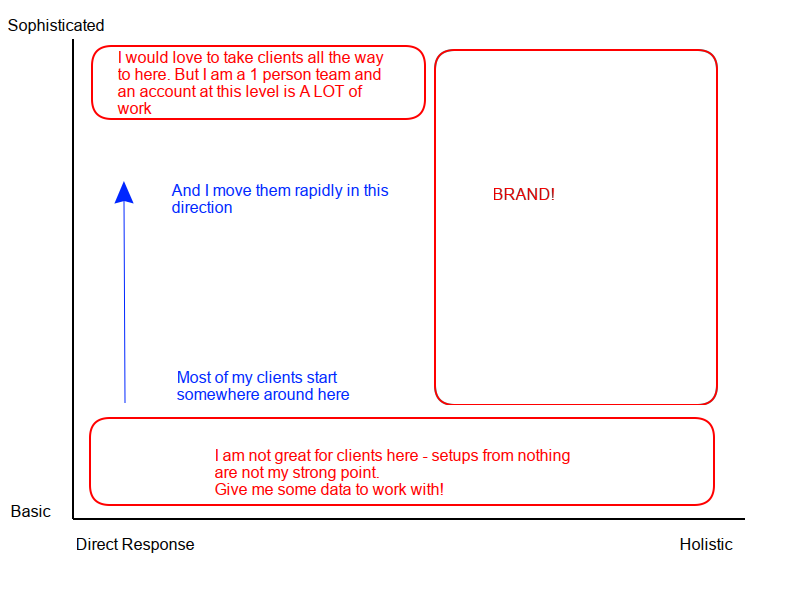 Sophisticated
I would love to take clients all the way
to here. But I am a 1 person team and
an account at this level is A LOT of
work
And I move them rapidly in this
direction
BRAND!
Most of my clients start
somewhere around here
I am not great for clients here - setups from nothing
are not my strong point.
Give me some data to work with!
Basic
Direct Response
Holistic